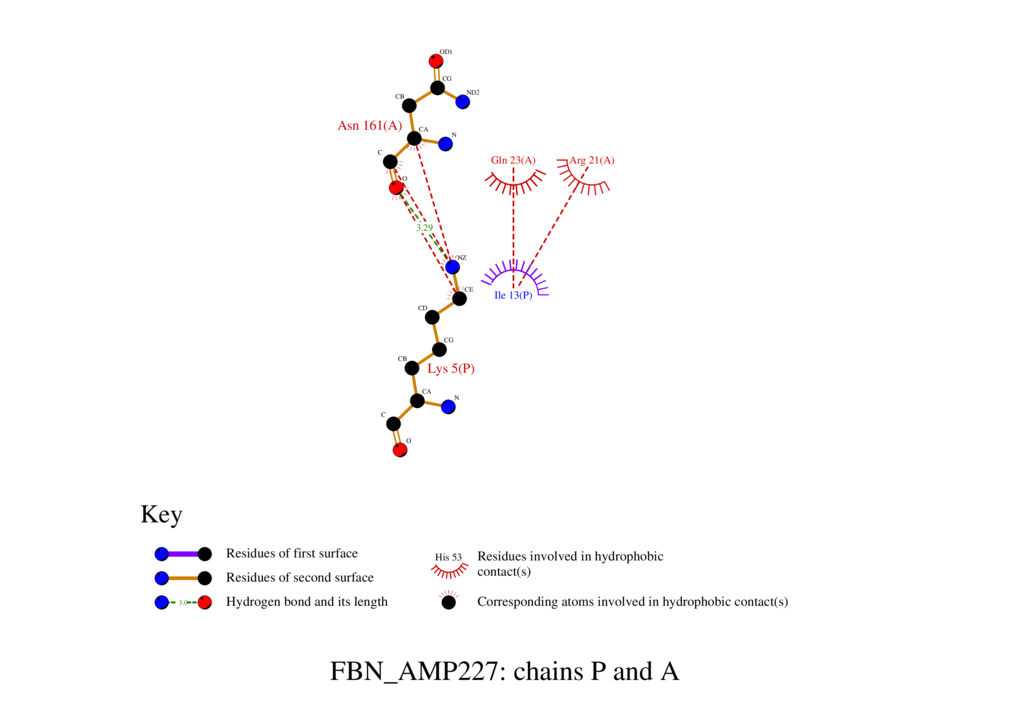 OD1
CG
ND2
CB
Asn 161(A)
CA
N
C
O
Gln 23(A)
Arg 21(A)
3.29
NZ
CE
Ile 13(P)
CD
CG
CB
Lys 5(P)
CA
N
C
O
Key
Residues of first surface
Residues of second surface
3.0
Hydrogen bond and its length
His 53
Residues involved in hydrophobic
contact(s)
Corresponding atoms involved in hydrophobic contact(s)
FBN_AMP227: chains P and A